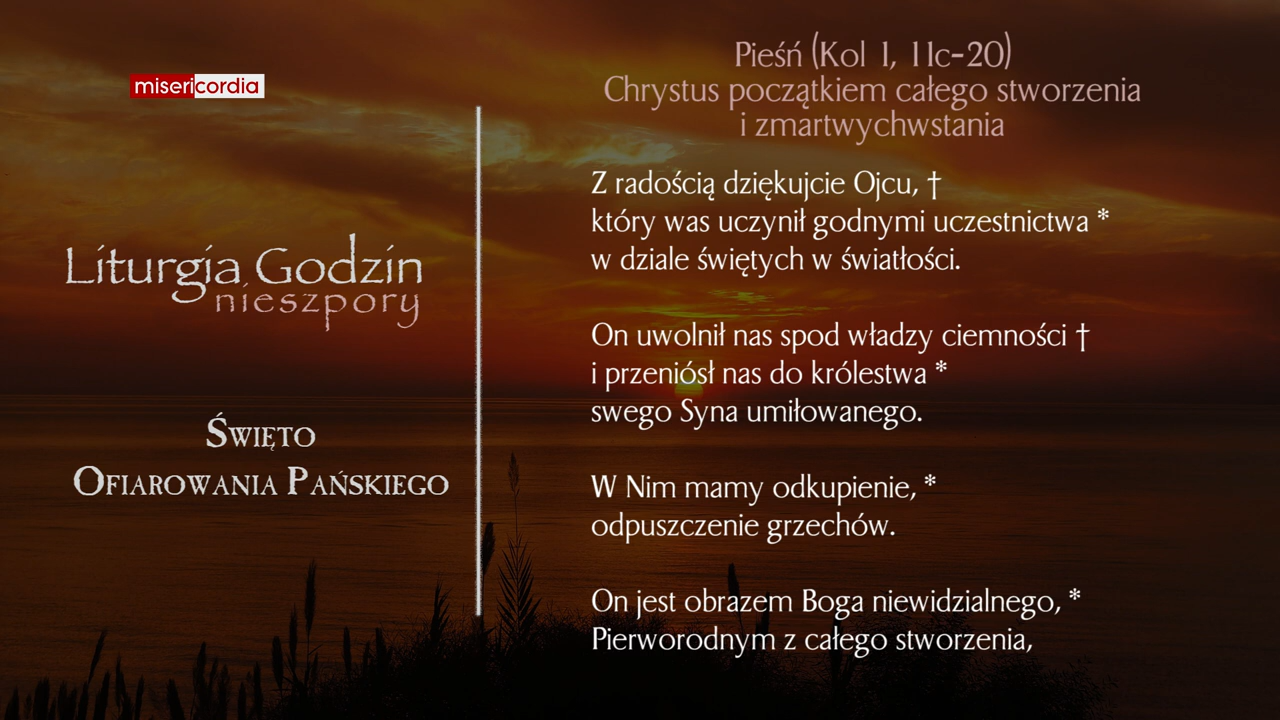 misericordia
Liturgia Godzin
nieszpory
Święto
Ofiarowania Pańskiego
Pieśń (Kol 1, 11c-20)
Chrystus początkiem całego stworzenia
i zmartwychwstania
Z radością dziękujcie Ojcu, †
który was uczynił godnymi uczestnictwa *
w dziale świętych w światłości.
On uwolnił nas spod władzy ciemności †
i przeniósł nas do królestwa *
swego Syna umiłowanego.
W Nim mamy odkupienie, *
odpuszczenie grzechów.
On jest obrazem Boga niewidzialnego, *
Pierworodnym z całego stworzenia,